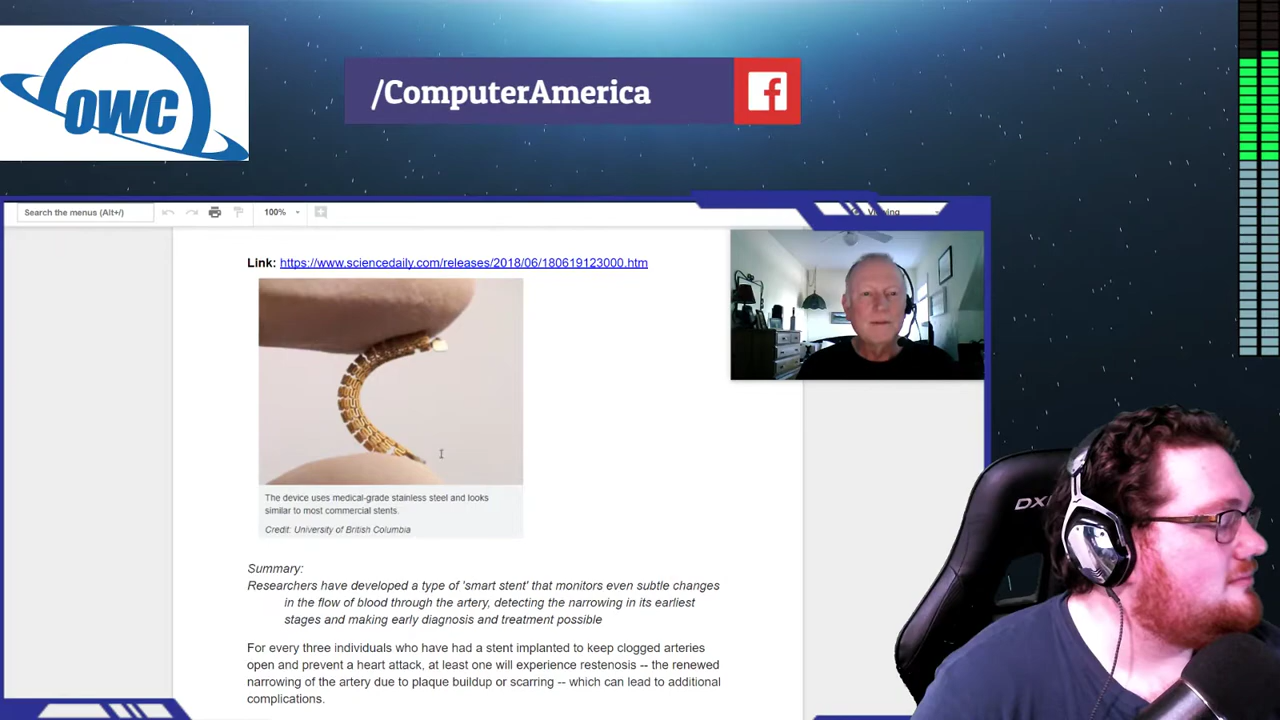 OWC
/ComputerAmerica
Search the menus (Alt+/)
100%
Link: https://www.sciencedaily.com/releases/2018/06/180619123000.htm
The device uses medical-grade stainless steel and looks
similar to most commercial stents.
Credit: University of British Columbia
Summary:
Researchers have developed a type of 'smart stent' that monitors even subtle changes
in the flow of blood through the artery, detecting the narrowing in its earliest
stages and making early diagnosis and treatment possible
For every three individuals who have had a stent implanted to keep clogged arteries
open and prevent a heart attack, at least one will experience restenosis -- the renewed
narrowing of the artery due to plaque buildup or scarring -- which can lead to additional
complications.